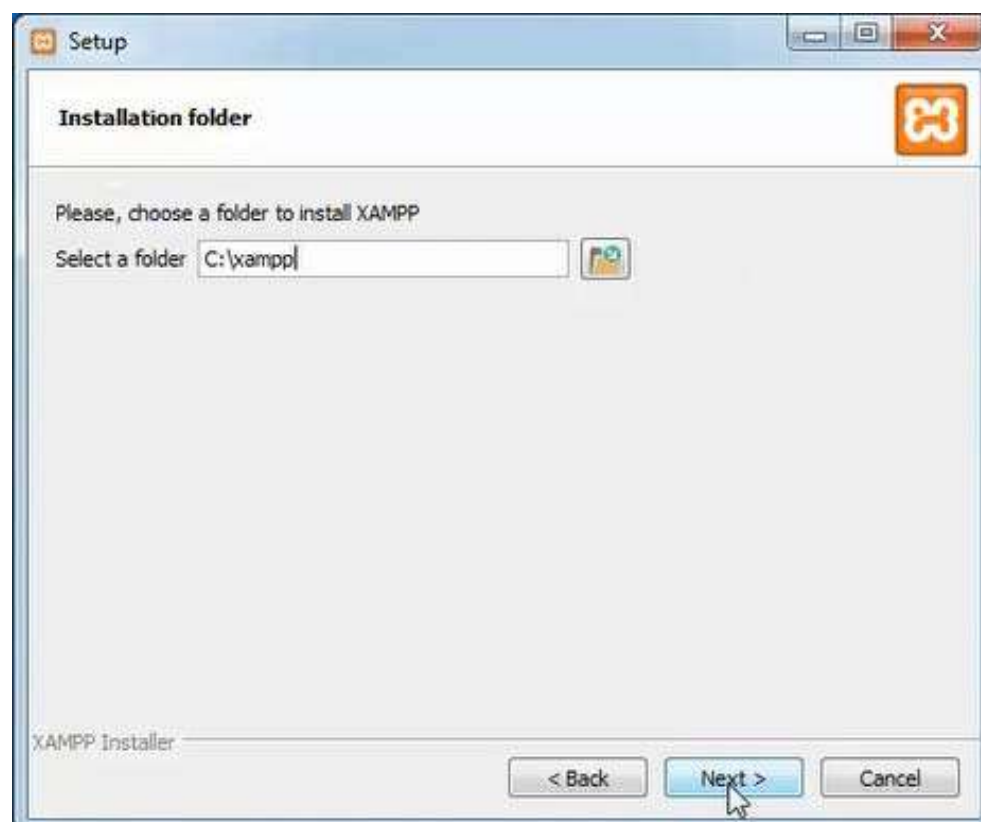 Setup
Installation folder
Please, choose a folder to install XAMPP
Select a folder C:\xampp
XAMPP Installer
< Back Next > Cancel